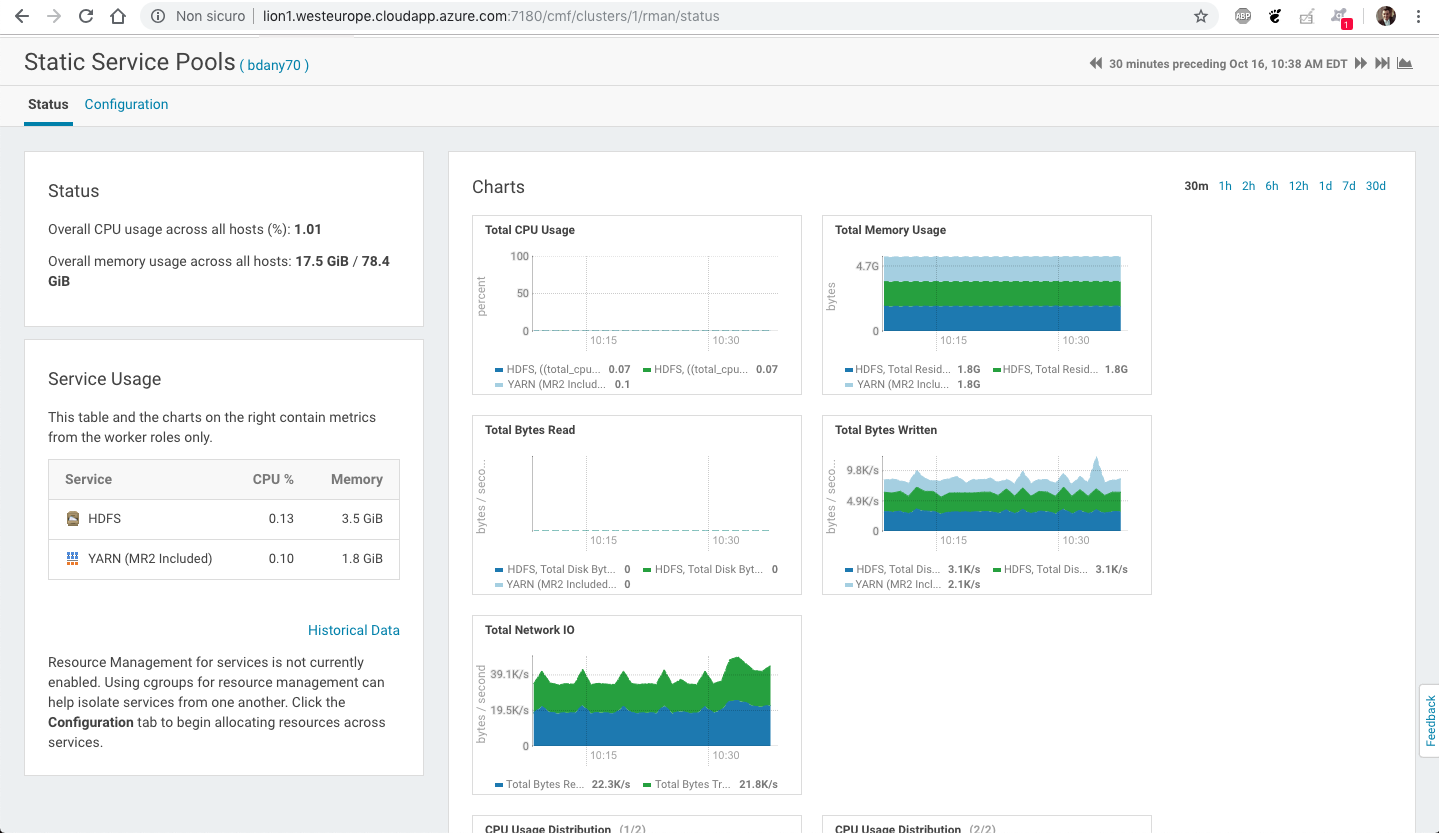 Non sicuro
lion1.westeurope.cloudapp.azure.com:7180/cmf/clusters/1/rman/status
ABP
1
Static Service Pools ( bdany70 )
30 minutes preceding Oct 16, 10:38 AM EDT
Status
Configuration
Status
Overall CPU usage across all hosts (%): 1.01
Overall memory usage across all hosts: 17.5 GiB / 78.4
GiB
Service Usage
This table and the charts on the right contain metrics
from the worker roles only.
Service CPU % Memory
HDFS 0.13 3.5 GiB
YARN (MR2 Included) 0.10 1.8 GiB
Historical Data
Resource Management for services is not currently
enabled. Using cgroups for resource management can
help isolate services from one another. Click the
Configuration tab to begin allocating resources across
services.
Charts
30m 1h 2h 6h 12h 1d 7d 30d
Total CPU Usage
percent
100
50
0
10:15 10:30
HDFS, ((total_cpu... 0.07 HDFS, ((total_cpu... 0.07
YARN (MR2 Includ... 0.1
Total Memory Usage
bytes
4.7G
0
10:15 10:30
HDFS, Total Resid... 1.8G HDFS, Total Resid... 1.8G
YARN (MR2 Inclu... 1.8G
Total Bytes Read
bytes / seco...
0
10:15 10:30
HDFS, Total Disk Byt... 0 HDFS, Total Disk Byt... 0
YARN (MR2 Included... 0
Total Bytes Written
bytes / seco...
9.8K/s
4.9K/s
0
10:15 10:30
HDFS, Total Dis... 3.1K/s HDFS, Total Dis... 3.1K/s
YARN (MR2 Incl... 2.1K/s
Total Network IO
bytes / second
39.1K/s
19.5K/s
0
10:15 10:30
Total Bytes Re... 22.3K/s Total Bytes Tr... 21.8K/s
CPU Usage Distribution (1/2)
CPU Usage Distribution (2/2)
Feedback